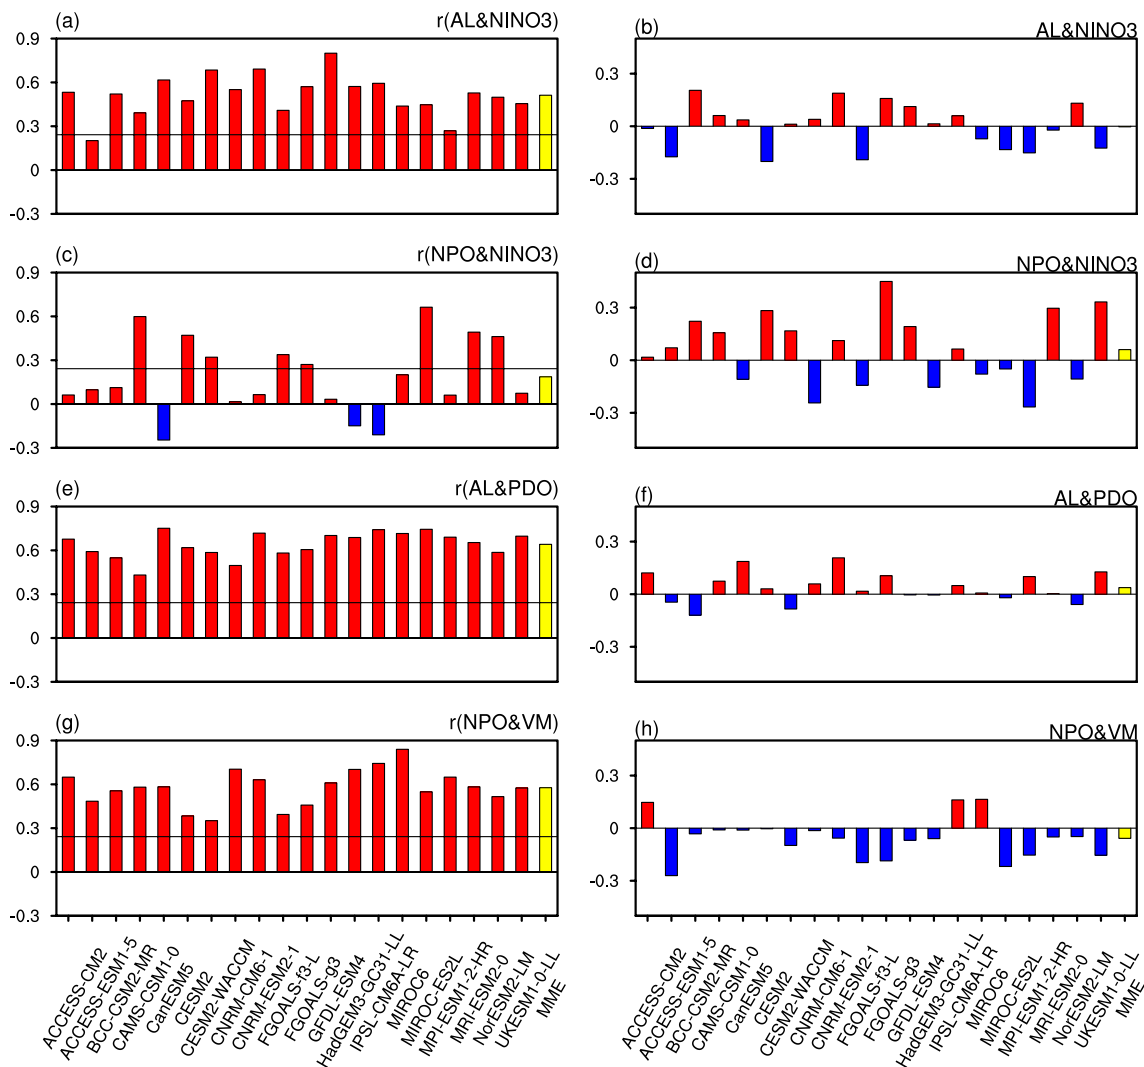 (a) r(AL&NINO3)
0.9
0.6
0.3
0
-0.3
(b) AL&NINO3
0.3
0
-0.3
(c) r(NPO&NINO3)
0.9
0.6
0.3
0
-0.3
(d) NPO&NINO3
0.3
0
-0.3
(e) r(AL&PDO)
0.9
0.6
0.3
0
-0.3
(f) AL&PDO
0.3
0
-0.3
(g) r(NPO&VM)
0.9
0.6
0.3
0
-0.3
(h) NPO&VM
0.3
0
-0.3
ACCESS-CM2
ACCESS-ESM1-5
BCC-CSM2-MR
CAMS-CSM1-0
CanESM5
CESM2
CESM2-WACCM
CNRM-CM6-1
CNRM-ESM2-1
FGOALS-f3-L
FGOALS-g3
GFDL-ESM4
HadGEM3-GC31-LL
IPSL-CM6A-LR
MIROC6
MIROC-ES2L
MPI-ESM1-2-HR
MRI-ESM2-0
NorESM2-LM
UKESM1-0-LL
MME
ACCESS-CM2
ACCESS-ESM1-5
BCC-CSM2-MR
CAMS-CSM1-0
CanESM5
CESM2
CESM2-WACCM
CNRM-CM6-1
CNRM-ESM2-1
FGOALS-f3-L
FGOALS-g3
GFDL-ESM4
HadGEM3-GC31-LL
IPSL-CM6A-LR
MIROC6
MIROC-ES2L
MPI-ESM1-2-HR
MRI-ESM2-0
NorESM2-LM
UKESM1-0-LL
MME